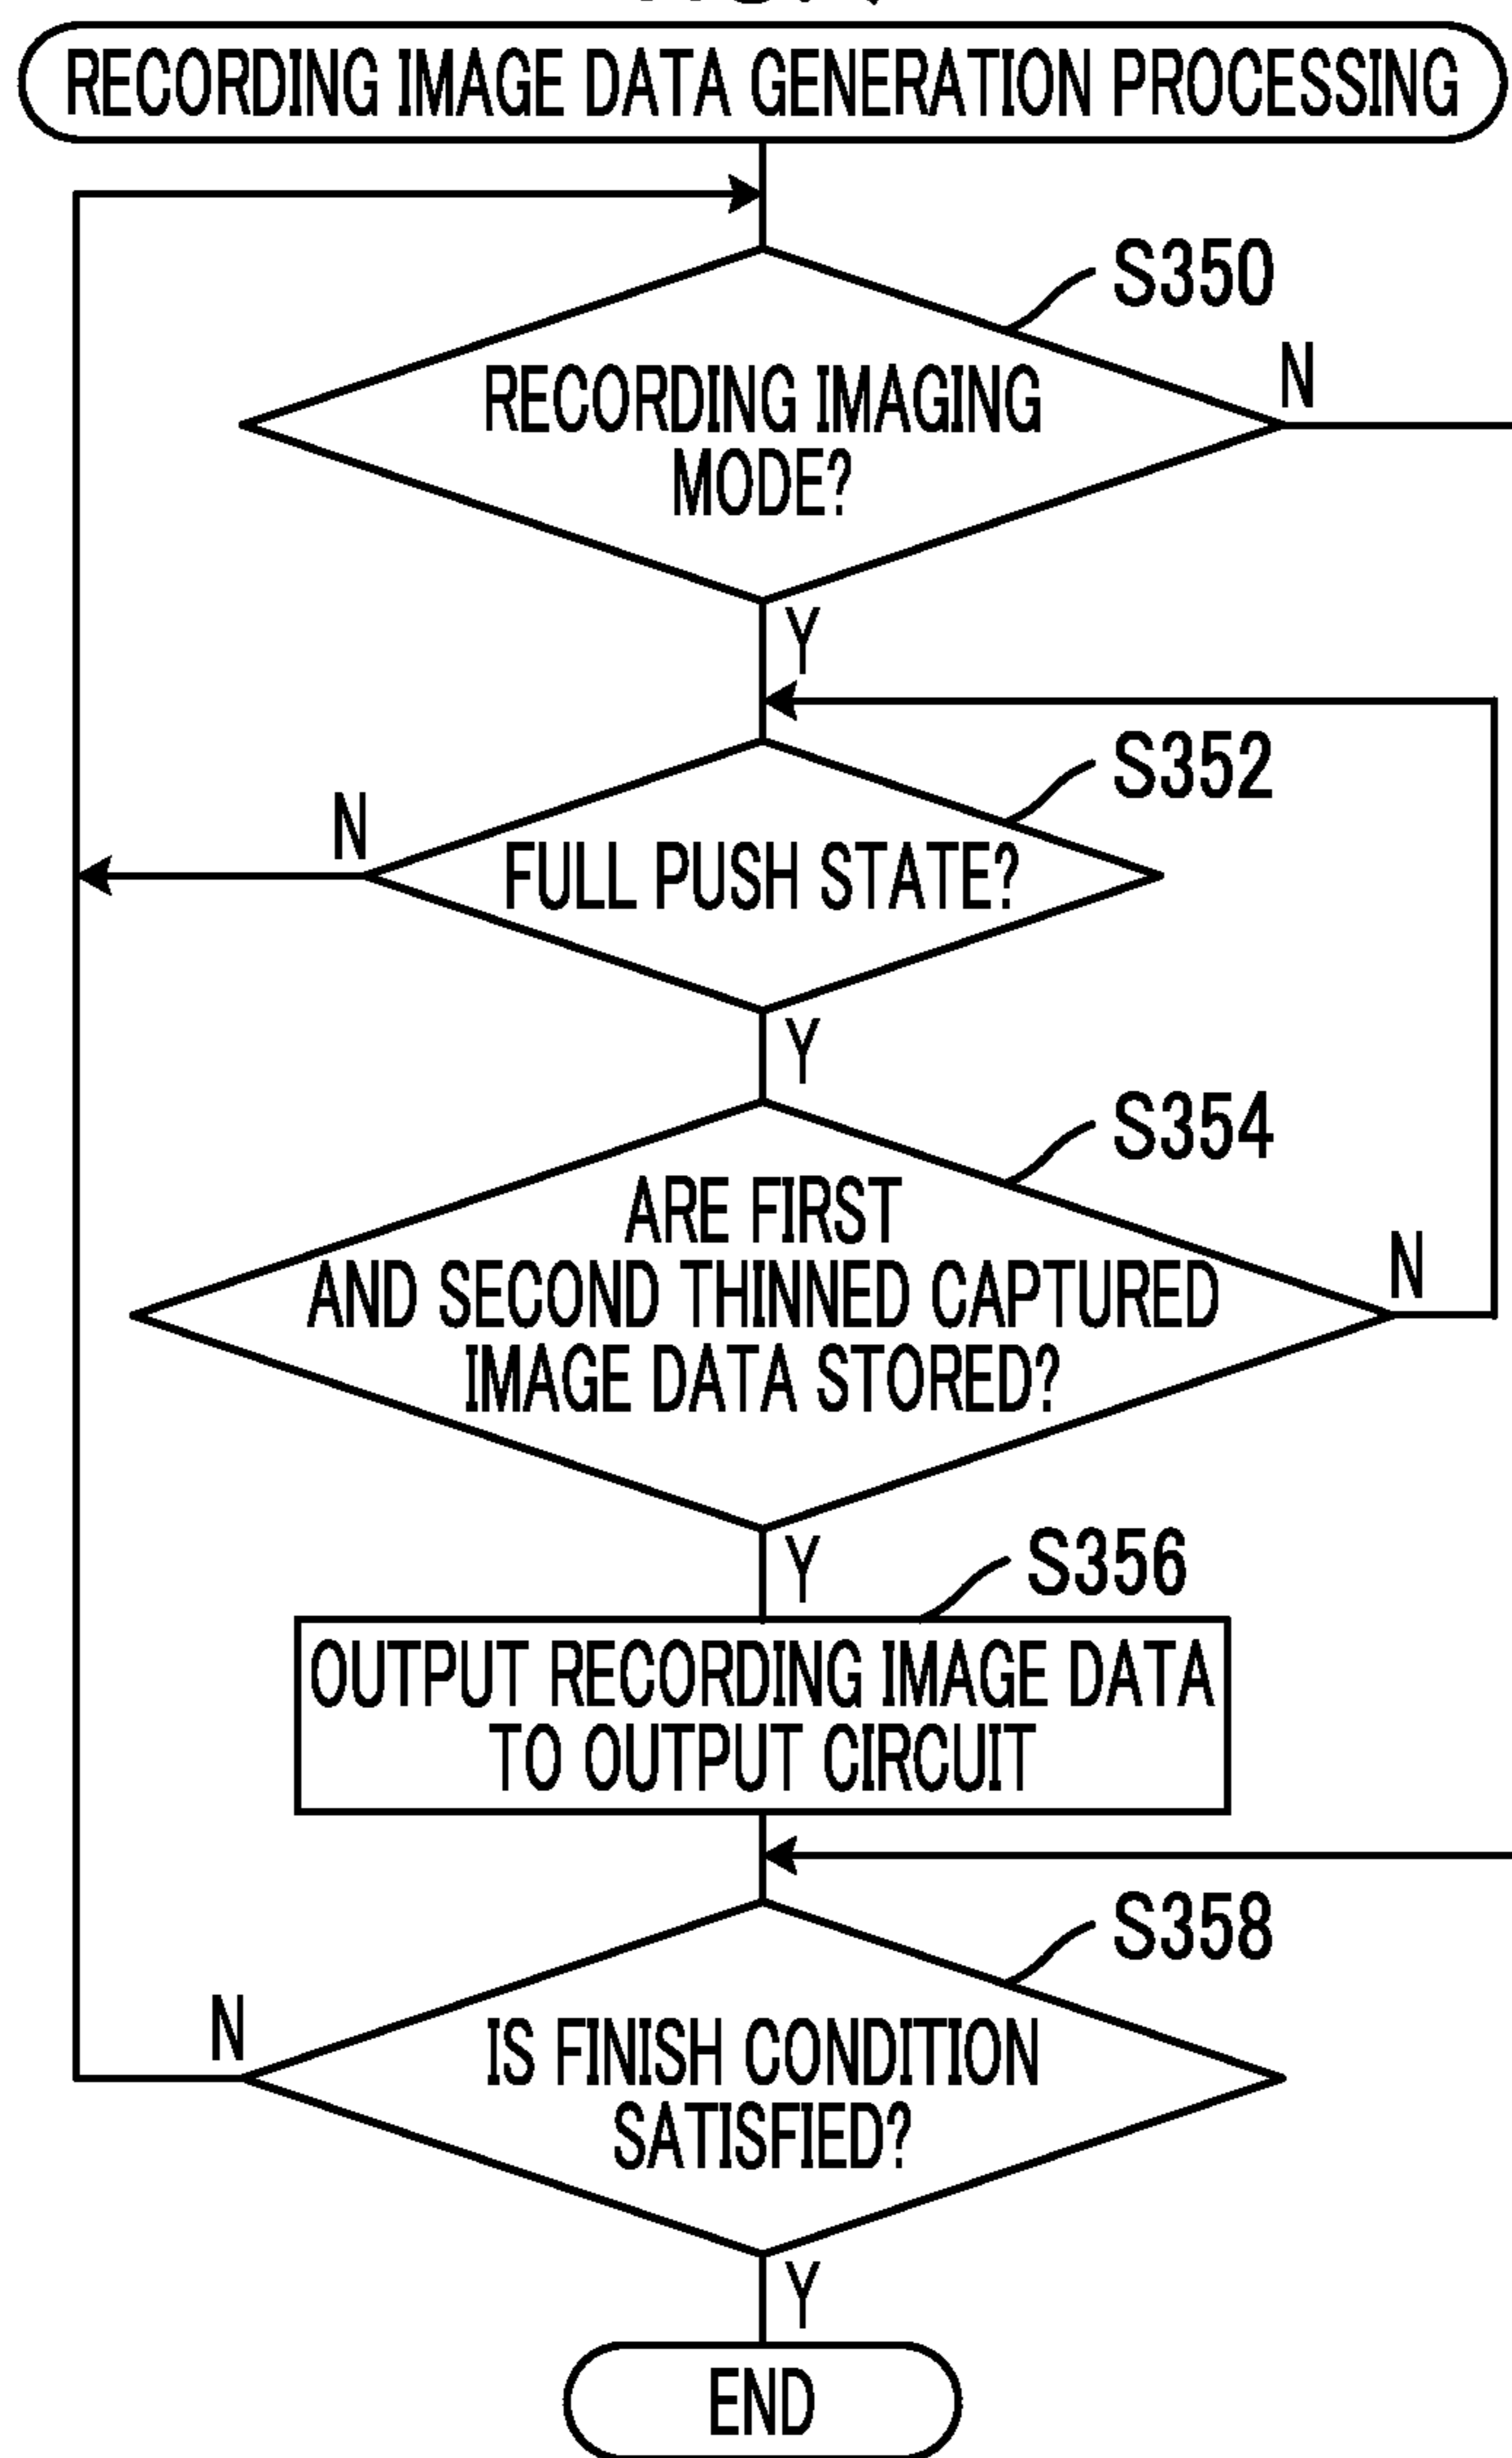 RECORDING IMAGE DATA GENERATION PROCESSING
S350
RECORDING IMAGING
MODE?
N
Y
S352
N
FULL PUSH STATE?
Y
S354
ARE FIRST
AND SECOND THINNED CAPTURED
IMAGE DATA STORED?
N
Y
S356
OUTPUT RECORDING IMAGE DATA
TO OUTPUT CIRCUIT
S358
N
IS FINISH CONDITION
SATISFIED?
Y
END